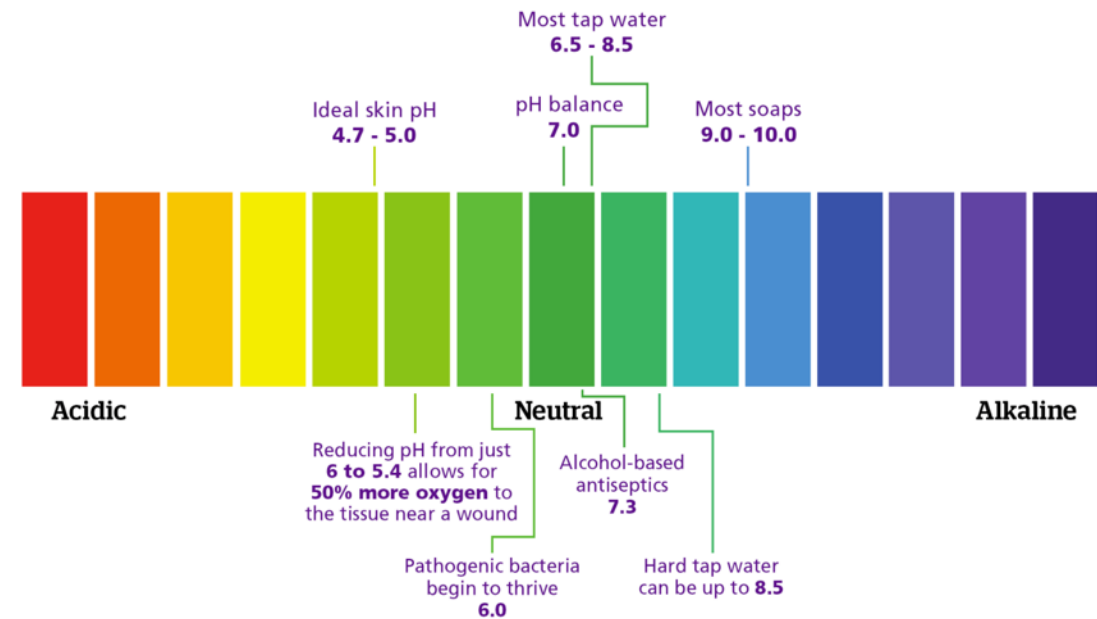 Most tap water
6.5 - 8.5
Ideal skin pH
4.7 - 5.0
pH balance
7.0
Most soaps
9.0 - 10.0
Acidic
Neutral
Alkaline
Reducing pH from just
6 to 5.4 allows for
50% more oxygen to
the tissue near a wound
Alcohol-based
antiseptics
7.3
Pathogenic bacteria
begin to thrive
6.0
Hard tap water
can be up to 8.5